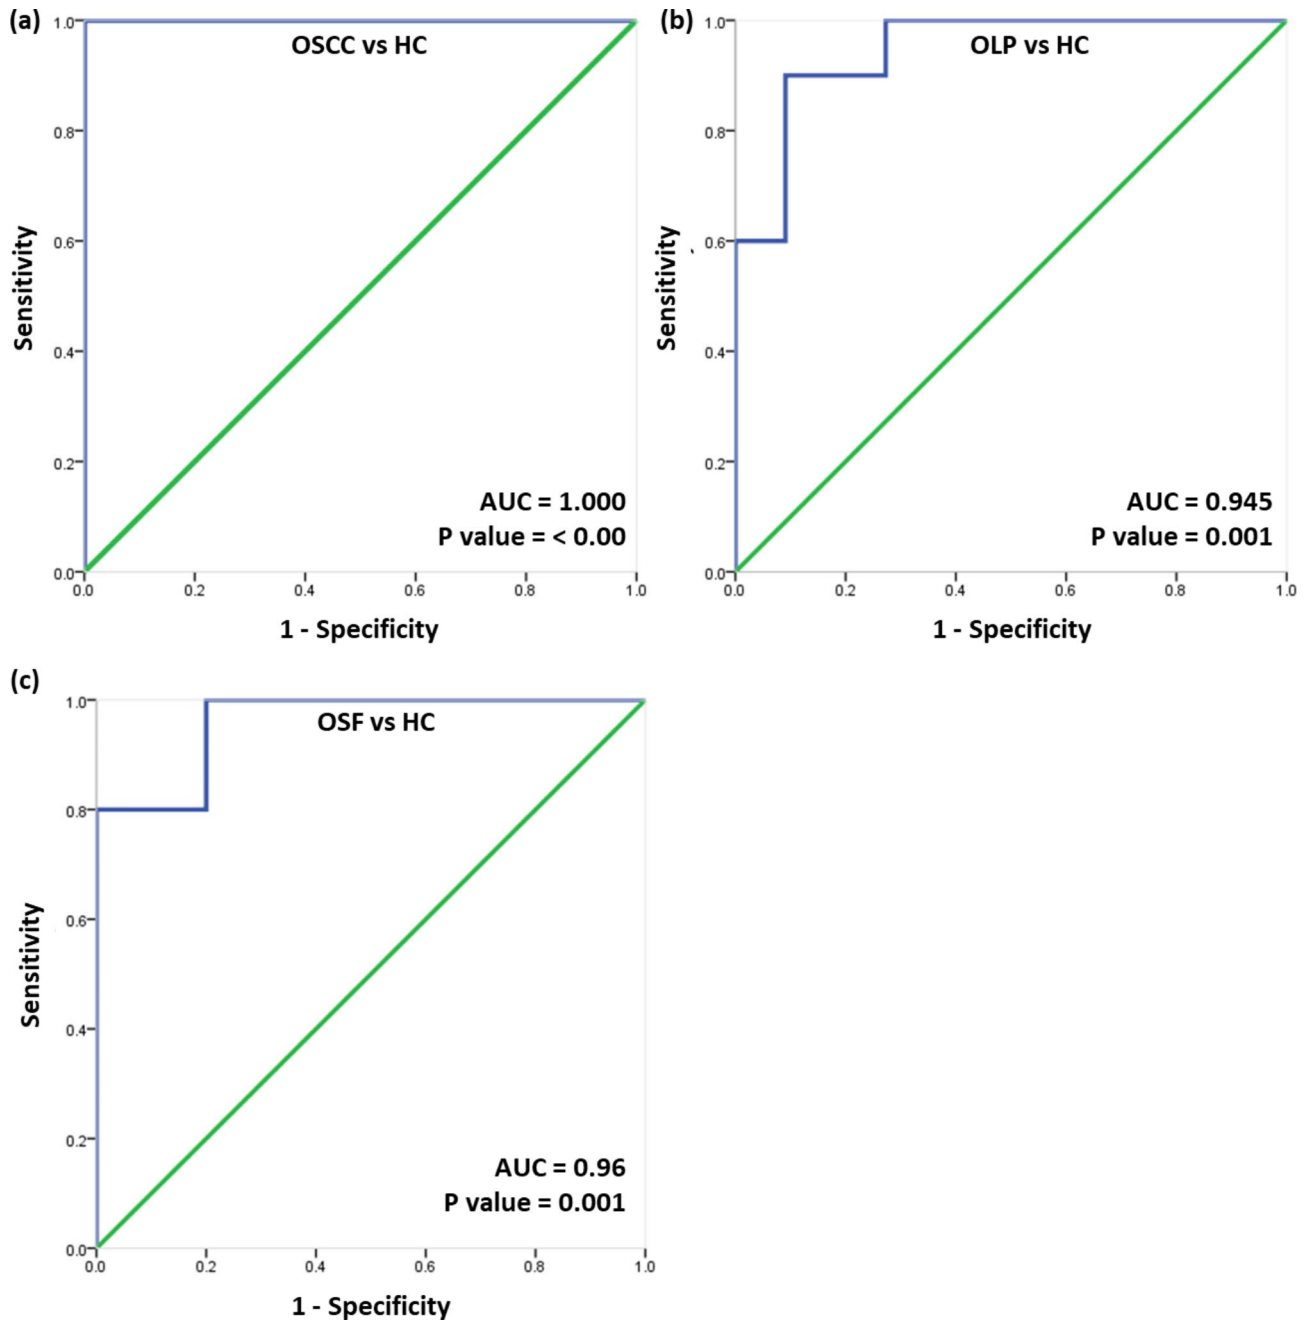 (a)
OSCC vs HC
1.0
0.8
0.6
0.4
0.2
0.0
Sensitivity
AUC = 1.000
P value = < 0.00
0.0 0.2 0.4 0.6 0.8 1.0
1 - Specificity
(b)
OLP vs HC
1.0
0.8
0.6
0.4
0.2
0.0
Sensitivity
AUC = 0.945
P value = 0.001
0.0 0.2 0.4 0.6 0.8 1.0
1 - Specificity
(c)
OSF vs HC
1.0
0.8
0.6
0.4
0.2
0.0
Sensitivity
AUC = 0.96
P value = 0.001
0.0 0.2 0.4 0.6 0.8 1.0
1 - Specificity